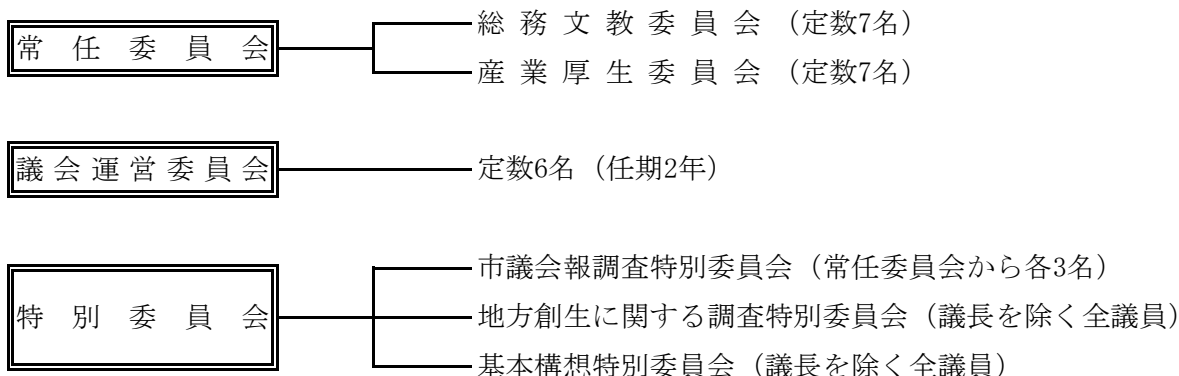 総務文教委員会 (定数7名)
常任委員会
産業厚生委員会 (定数7名)
議会運営委員会 定数6名 (任期2年)
市議会報調査特別委員会 (常任委員会から各3名)
特別委員会 地方創生に関する調査特別委員会 (議長を除く全議員)
基本構想特別委員会 (議長を除く全議員)